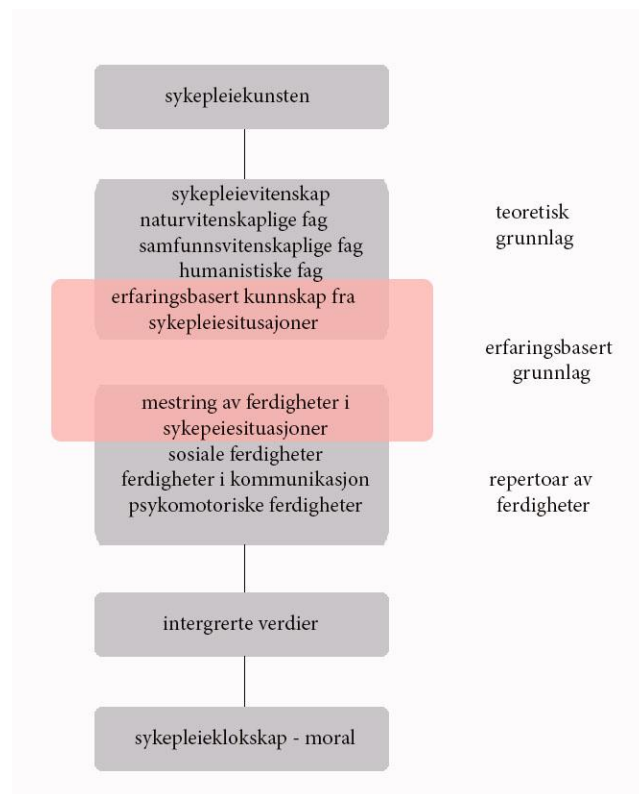 sykepleiekunsten
sykepleievitenskap
naturvitenskaplige fag
samfunnsvitenskaplige fag
humanistiske fag
erfaringsbasert kunnskap fra
sykepleiesitusajoner
teoretisk
grunnlag
erfaringsbasert
grunnlag
mestring av ferdigheter i
sykepeiesituasjoner
sosiale ferdigheter
ferdigheter i kommunikasjon
psykomotoriske ferdigheter
repertoar av
ferdigheter
intergrerte verdier
sykepleieklokskap - moral